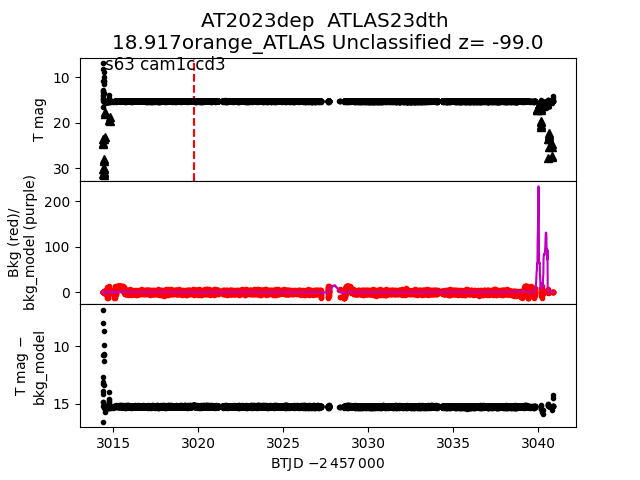 AT2023dep  ATLAS23dth
18.917orange_ATLAS Unclassified z= -99.0
s63 cam1ccd3
10
20
30
T mag
200
100
0
Bkg (red)/
bkg_model (purple)
10
15
T mag −
bkg_model
3015 3020 3025 3030 3035 3040
BTJD −2 457 000